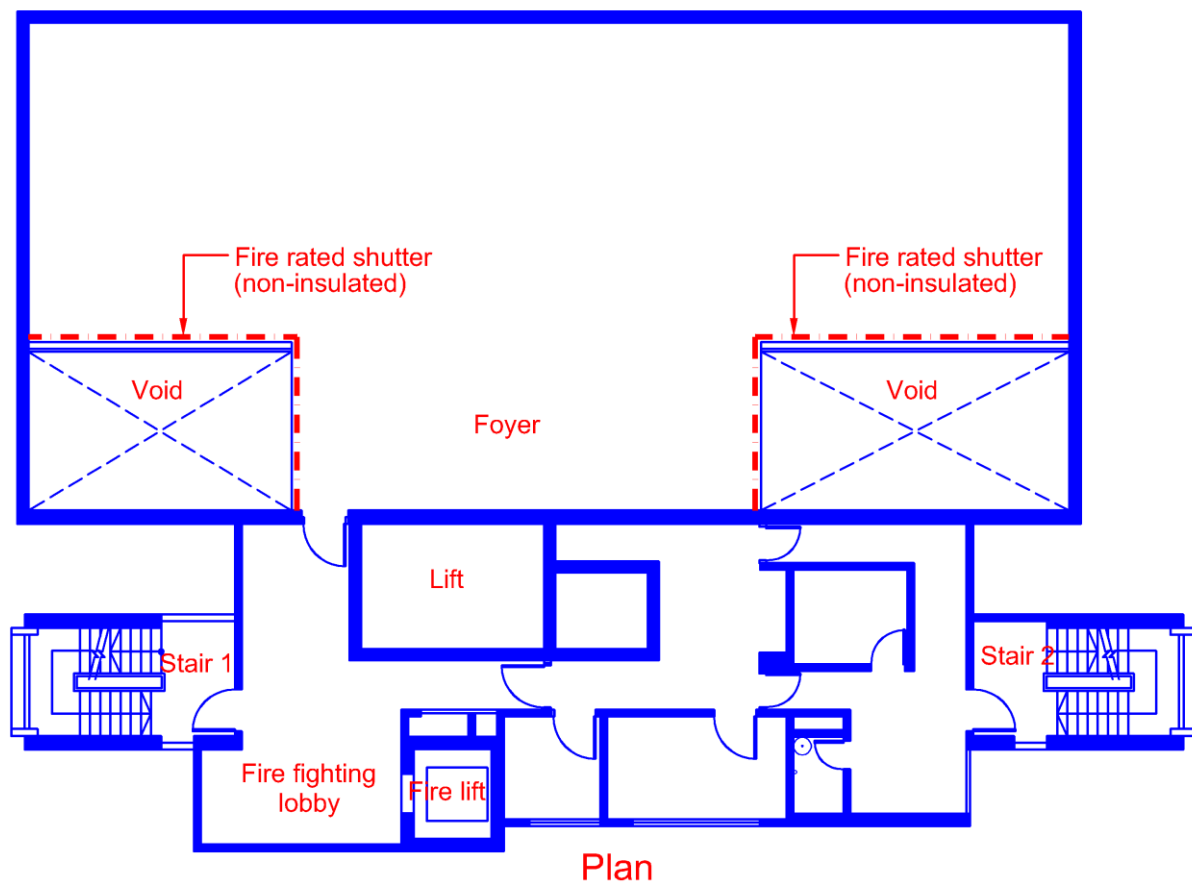 Fire rated shutter
(non-insulated)
Fire rated shutter
(non-insulated)
Void
Void
Foyer
Lift
Stair 1
Stair 2
Fire fighting
lobby
Fire lift
Plan